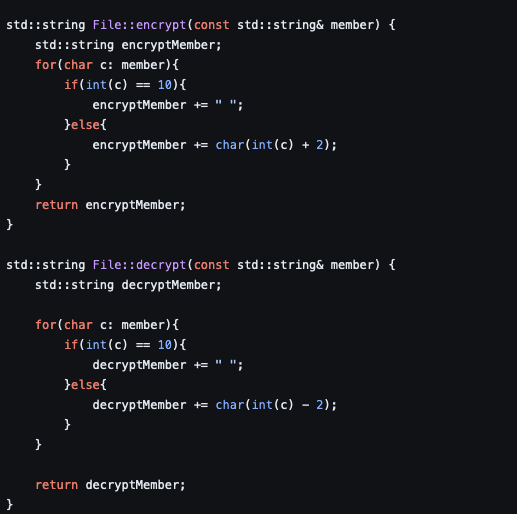 std::string File::encrypt(const std::string& member) {
    std::string encryptMember;
    for(char c: member){
        if(int(c) == 10){
            encryptMember += " ";
        }else{
            encryptMember += char(int(c) + 2);
        }
    }
    return encryptMember;
}

std::string File::decrypt(const std::string& member) {
    std::string decryptMember;

    for(char c: member){
        if(int(c) == 10){
            decryptMember += " ";
        }else{
            decryptMember += char(int(c) - 2);
        }
    }

    return decryptMember;
}